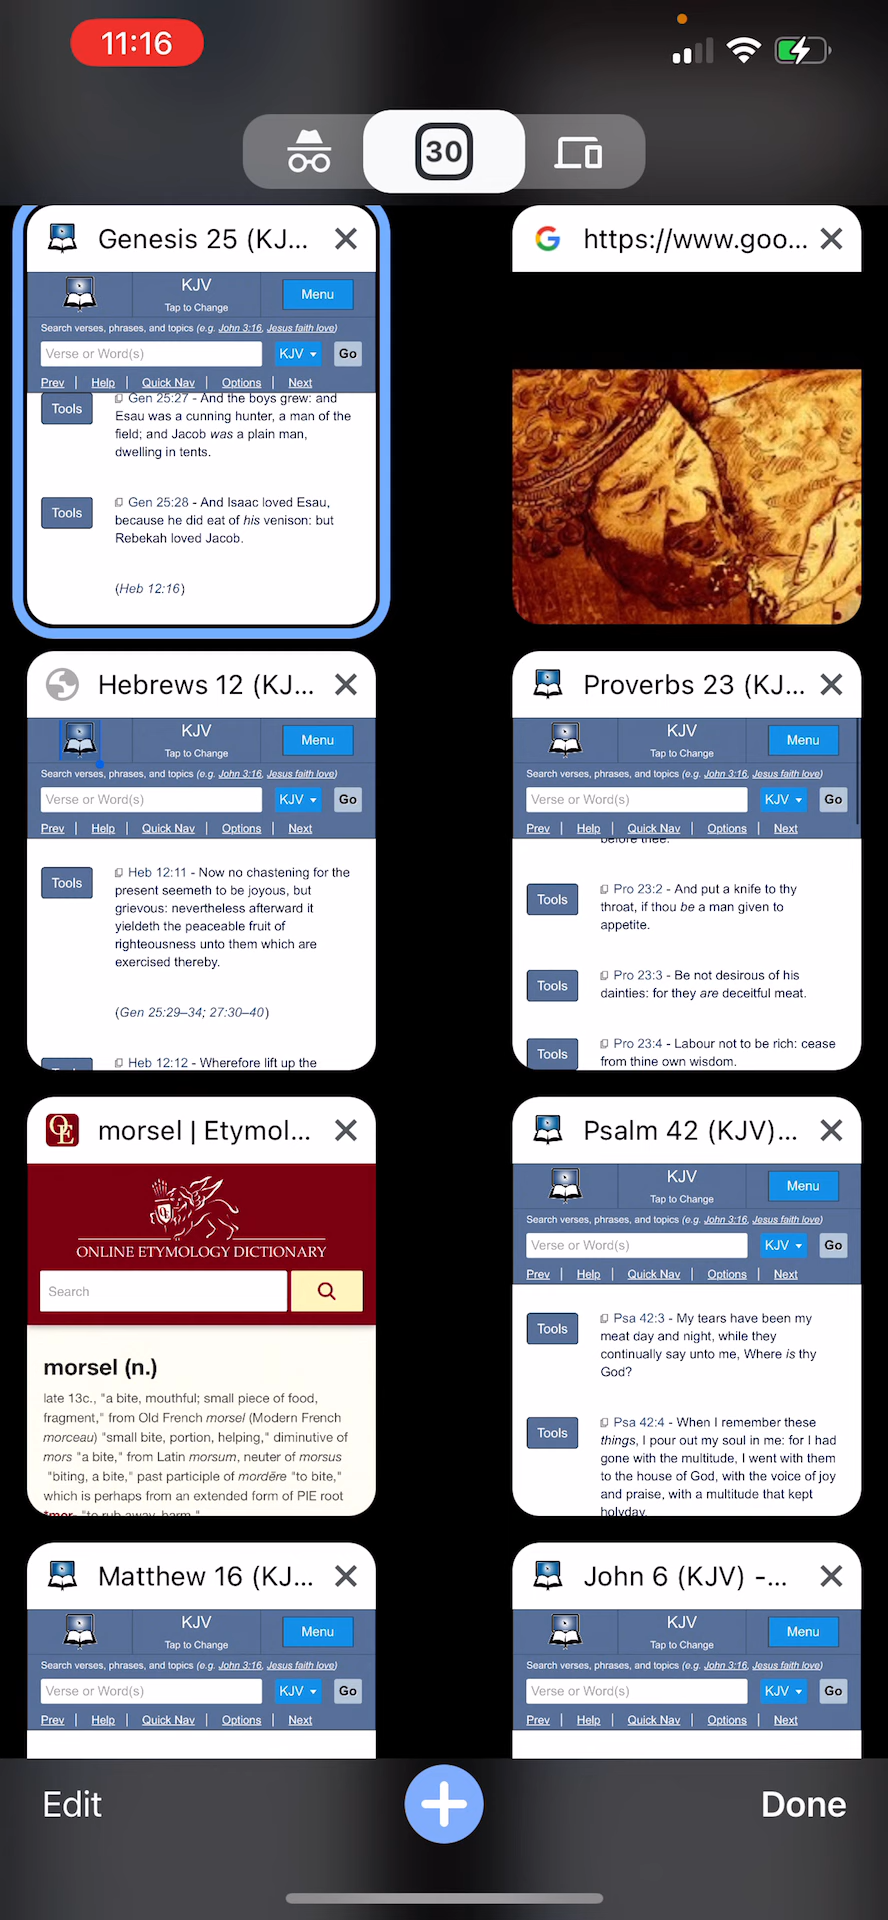 11:16
30
Genesis 25 (KJ...
KJV
Tap to Change
Menu
Search verses, phrases, and topics (e.g. John 3:16, Jesus faith love)
Verse or Word(s)
KJV
Go
Prev | Help | Quick Nav | Options | Next
Tools
Gen 25:27 - And the boys grew: and
Esau was a cunning hunter, a man of the
field; and Jacob was a plain man,
dwelling in tents.
Tools
Gen 25:28 - And Isaac loved Esau,
because he did eat of his venison: but
Rebekah loved Jacob.
(Heb 12:16)
https://www.goo...
Hebrews 12 (KJ...
KJV
Tap to Change
Menu
Search verses, phrases, and topics (e.g. John 3:16, Jesus faith love)
Verse or Word(s)
KJV
Go
Prev | Help | Quick Nav | Options | Next
Tools
Heb 12:11 - Now no chastening for the
present seemeth to be joyous, but
grievous: nevertheless afterward it
yieldeth the peaceable fruit of
righteousness unto them which are
exercised thereby.
(Gen 25:29–34; 27:30–40)
Heb 12:12 - Wherefore lift up the
Proverbs 23 (KJ...
KJV
Tap to Change
Menu
Search verses, phrases, and topics (e.g. John 3:16, Jesus faith love)
Verse or Word(s)
KJV
Go
Prev | Help | Quick Nav | Options | Next
before thee.
Tools
Pro 23:2 - And put a knife to thy
throat, if thou be a man given to
appetite.
Tools
Pro 23:3 - Be not desirous of his
dainties: for they are deceitful meat.
Tools
Pro 23:4 - Labour not to be rich: cease
from thine own wisdom.
morsel | Etymol...
OE
ONLINE ETYMOLOGY DICTIONARY
Search
morsel (n.)
late 13c., "a bite, mouthful; small piece of food,
fragment," from Old French morsel (Modern French
morceau) "small bite, portion, helping," diminutive of
mors "a bite," from Latin morsum, neuter of morsus
"biting, a bite," past participle of mordēre "to bite,"
which is perhaps from an extended form of PIE root
*mer- "to rub away, harm."
Psalm 42 (KJV)...
KJV
Tap to Change
Menu
Search verses, phrases, and topics (e.g. John 3:16, Jesus faith love)
Verse or Word(s)
KJV
Go
Prev | Help | Quick Nav | Options | Next
Tools
Psa 42:3 - My tears have been my
meat day and night, while they
continually say unto me, Where is thy
God?
Tools
Psa 42:4 - When I remember these
things, I pour out my soul in me: for I had
gone with the multitude, I went with them
to the house of God, with the voice of joy
and praise, with a multitude that kept
holyday.
Matthew 16 (KJ...
KJV
Tap to Change
Menu
Search verses, phrases, and topics (e.g. John 3:16, Jesus faith love)
Verse or Word(s)
KJV
Go
Prev | Help | Quick Nav | Options | Next
John 6 (KJV) -...
KJV
Tap to Change
Menu
Search verses, phrases, and topics (e.g. John 3:16, Jesus faith love)
Verse or Word(s)
KJV
Go
Prev | Help | Quick Nav | Options | Next
Edit
Done